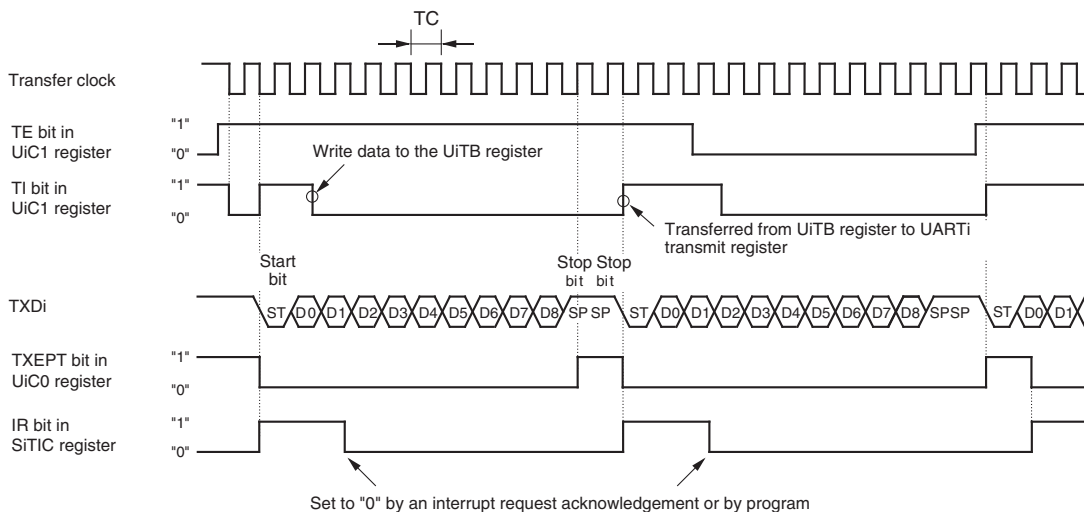 TC
Transfer clock
TE bit in
UiC1 register
"1"
"0"
Write data to the UiTB register
TI bit in
UiC1 register
"1"
"0"
Transferred from UiTB register to UARTi
transmit register
Start
bit
Stop Stop
bit bit
TXDi
ST D0 D1 D2 D3 D4 D5 D6 D7 D8 SP SP ST D0 D1 D2 D3 D4 D5 D6 D7 D8 SPSP ST D0 D1
TXEPT bit in
UiC0 register
"1"
"0"
IR bit in
SiTIC register
"1"
"0"
Set to "0" by an interrupt request acknowledgement or by program